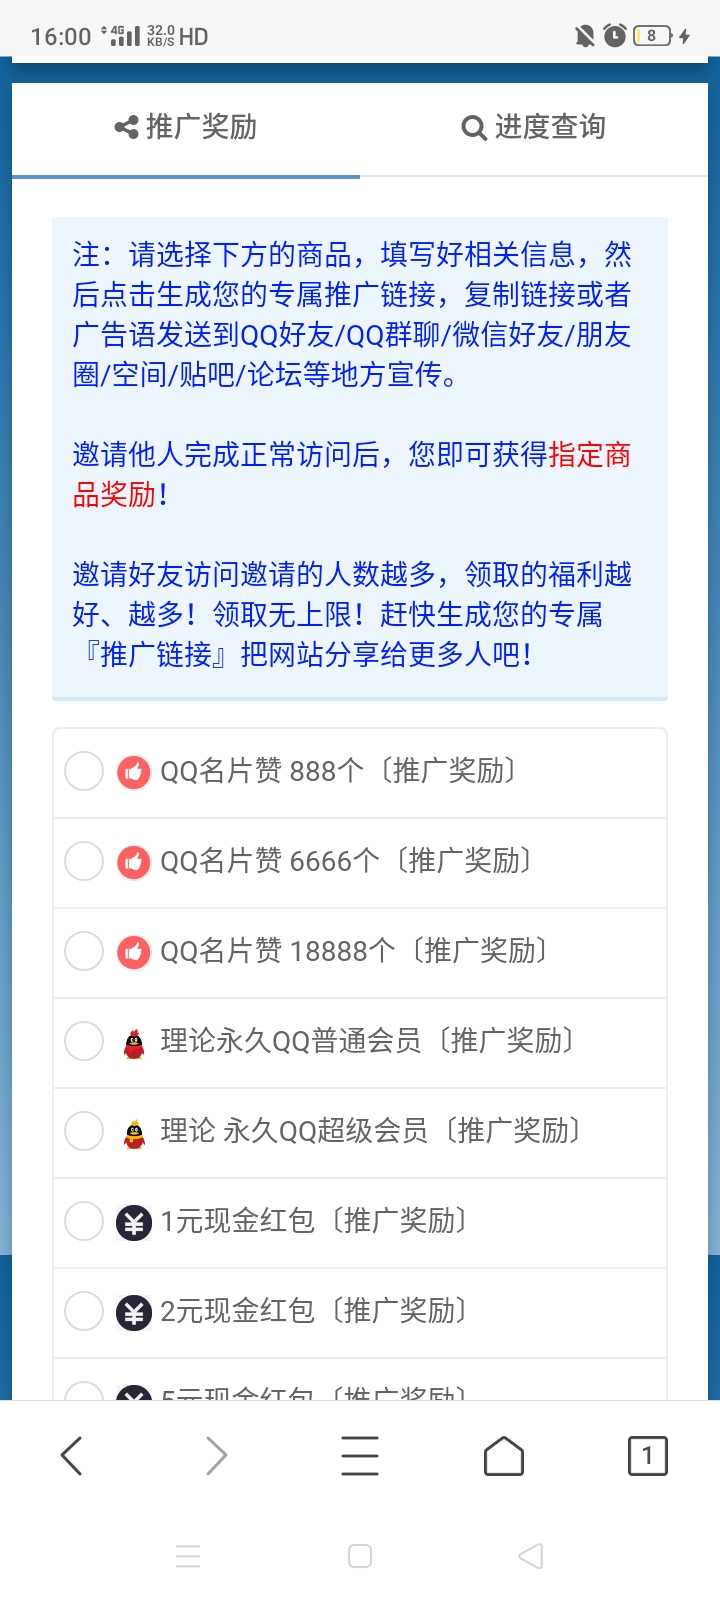 16:00 4G 32.0 KB/S HD 8
推广奖励 进度查询
注：请选择下方的商品，填写好相关信息，然
后点击生成您的专属推广链接，复制链接或者
广告语发送到QQ好友/QQ群聊/微信好友/朋友
圈/空间/贴吧/论坛等地方宣传。
邀请他人完成正常访问后，您即可获得指定商
品奖励！
邀请好友访问邀请的人数越多，领取的福利越
好、越多！领取无上限！赶快生成您的专属
『推广链接』把网站分享给更多人吧！
QQ名片赞 888个〔推广奖励〕
QQ名片赞 6666个〔推广奖励〕
QQ名片赞 18888个〔推广奖励〕
理论永久QQ普通会员〔推广奖励〕
理论 永久QQ超级会员〔推广奖励〕
1元现金红包〔推广奖励〕
2元现金红包〔推广奖励〕
5元现金红包〔推广奖励〕
1